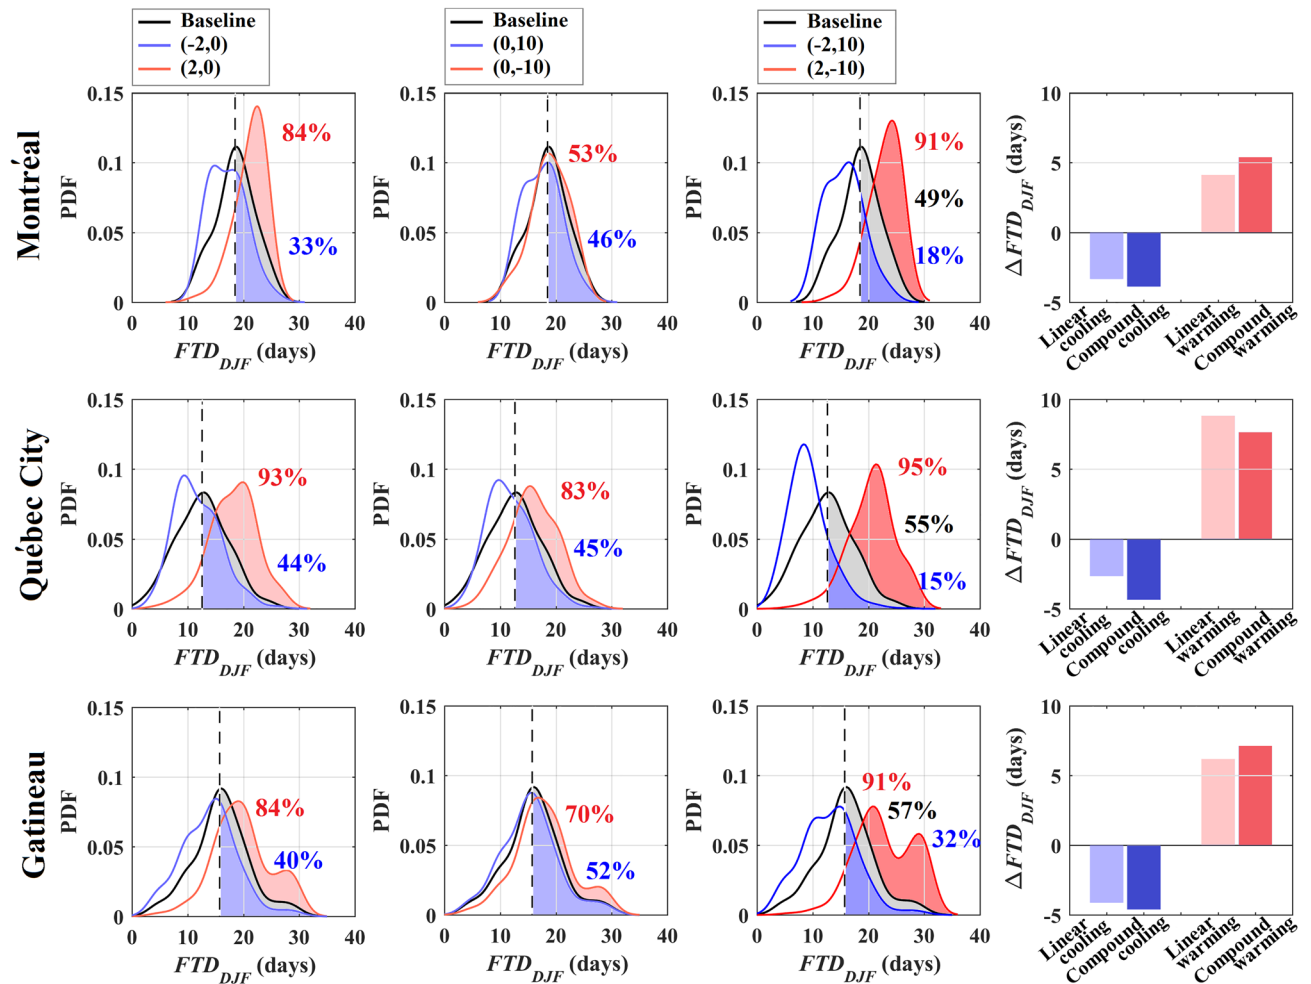 Baseline
(-2,0)
(2,0)
Baseline
(0,10)
(0,-10)
Baseline
(-2,10)
(2,-10)
Montréal
PDF
0.15
0.1
0.05
0
84%
33%
0 10 20 30 40
FTD_DJF (days)
PDF
0.15
0.1
0.05
0
53%
46%
0 10 20 30 40
FTD_DJF (days)
PDF
0.15
0.1
0.05
0
91%
49%
18%
0 10 20 30 40
FTD_DJF (days)
ΔFTD_DJF (days)
10
5
0
-5
Linear
cooling
Compound
cooling
Linear
warming
Compound
warming
Québec City
PDF
0.15
0.1
0.05
0
93%
44%
0 10 20 30 40
FTD_DJF (days)
PDF
0.15
0.1
0.05
0
83%
45%
0 10 20 30 40
FTD_DJF (days)
PDF
0.15
0.1
0.05
0
95%
55%
15%
0 10 20 30 40
FTD_DJF (days)
ΔFTD_DJF (days)
10
5
0
-5
Linear
cooling
Compound
cooling
Linear
warming
Compound
warming
Gatineau
PDF
0.15
0.1
0.05
0
84%
40%
0 10 20 30 40
FTD_DJF (days)
PDF
0.15
0.1
0.05
0
70%
52%
0 10 20 30 40
FTD_DJF (days)
PDF
0.15
0.1
0.05
0
91%
57%
32%
0 10 20 30 40
FTD_DJF (days)
ΔFTD_DJF (days)
10
5
0
-5
Linear
cooling
Compound
cooling
Linear
warming
Compound
warming